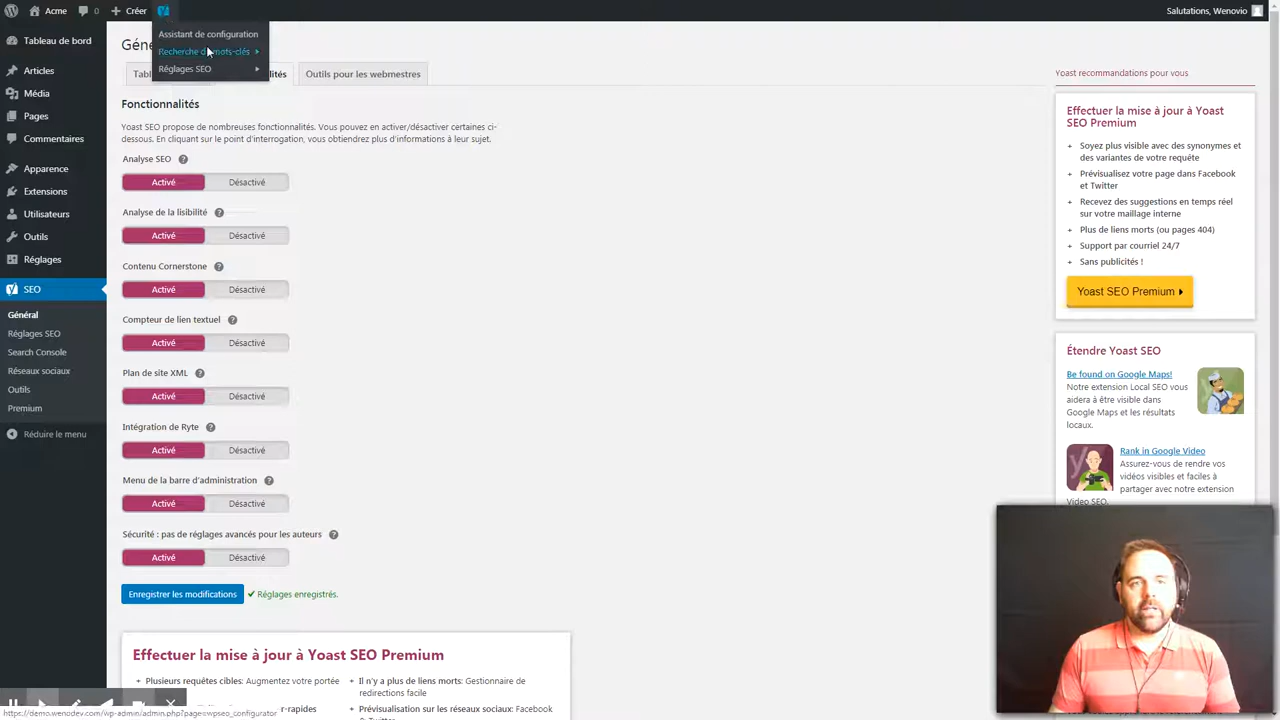 Acme
0
Créer
Salutations, Wenovio
Assistant de configuration
Recherche de mots-clés
Réglages SEO
Tableau de bord
Articles
Média
Pages
Commentaires
Apparence
Extensions
Utilisateurs
Outils
Réglages
SEO
Général
Réglages SEO
Search Console
Réseaux sociaux
Outils
Premium
Réduire le menu
Outils pour les webmestres
Fonctionnalités
Yoast SEO propose de nombreuses fonctionnalités. Vous pouvez en activer/désactiver certaines ci-
dessous. En cliquant sur le point d'interrogation, vous obtiendrez plus d'informations à leur sujet.
Analyse SEO
Activé Désactivé
Analyse de la lisibilité
Activé Désactivé
Contenu Cornerstone
Activé Désactivé
Compteur de lien textuel
Activé Désactivé
Plan de site XML
Activé Désactivé
Intégration de Ryte
Activé Désactivé
Menu de la barre d'administration
Activé Désactivé
Sécurité : pas de réglages avancés pour les auteurs
Activé Désactivé
Enregistrer les modifications
Réglages enregistrés.
Effectuer la mise à jour à Yoast SEO Premium
Plusieurs requêtes cibles: Augmentez votre portée
Il n'y a plus de liens morts: Gestionnaire de
redirections facile
Prévisualisation sur les réseaux sociaux: Facebook
Yoast recommandations pour vous
Effectuer la mise à jour à Yoast
SEO Premium
Soyez plus visible avec des synonymes et
des variantes de votre requête
Prévisualisez votre page dans Facebook
et Twitter
Recevez des suggestions en temps réel
sur votre maillage interne
Plus de liens morts (ou pages 404)
Support par courriel 24/7
Sans publicités !
Yoast SEO Premium
Étendre Yoast SEO
Be found on Google Maps!
Notre extension Local SEO vous
aidera à être visible dans
Google Maps et les résultats
locaux.
Rank in Google Video
Assurez-vous de rendre vos
vidéos visibles et faciles à
partager avec notre extension
Video SEO.
https://demo.wenodev.com/wp-admin/admin.php?page=wpseo_configurator